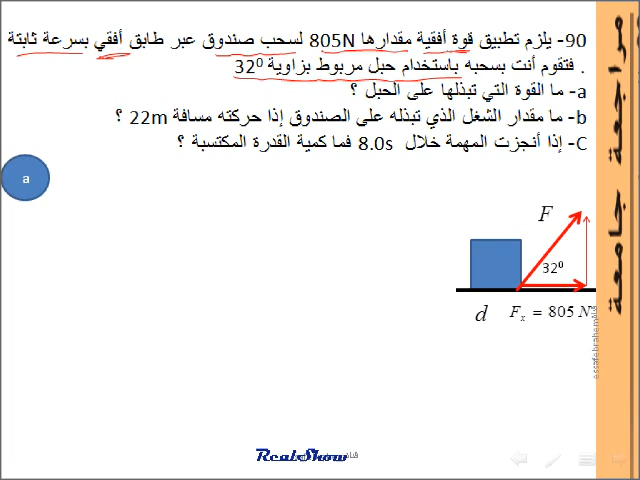 90- يلزم تطبيق قوة أفقية مقدارها 805N لسحب صندوق عبر طابق أفقي بسرعة ثابتة
. فتقوم أنت بسحبه باستخدام حبل مربوط بزاوية 32⁰
a- ما القوة التي تبذلها على الحبل ؟
b- ما مقدار الشغل الذي تبذله على الصندوق إذا حركته مسافة 22m ؟
C- إذا أنجزت المهمة خلال 8.0s فما كمية القدرة المكتسبة ؟
a
F
32⁰
d
Fₓ = 805 N
مراجعة جامعة
essafebrahem
RealShow